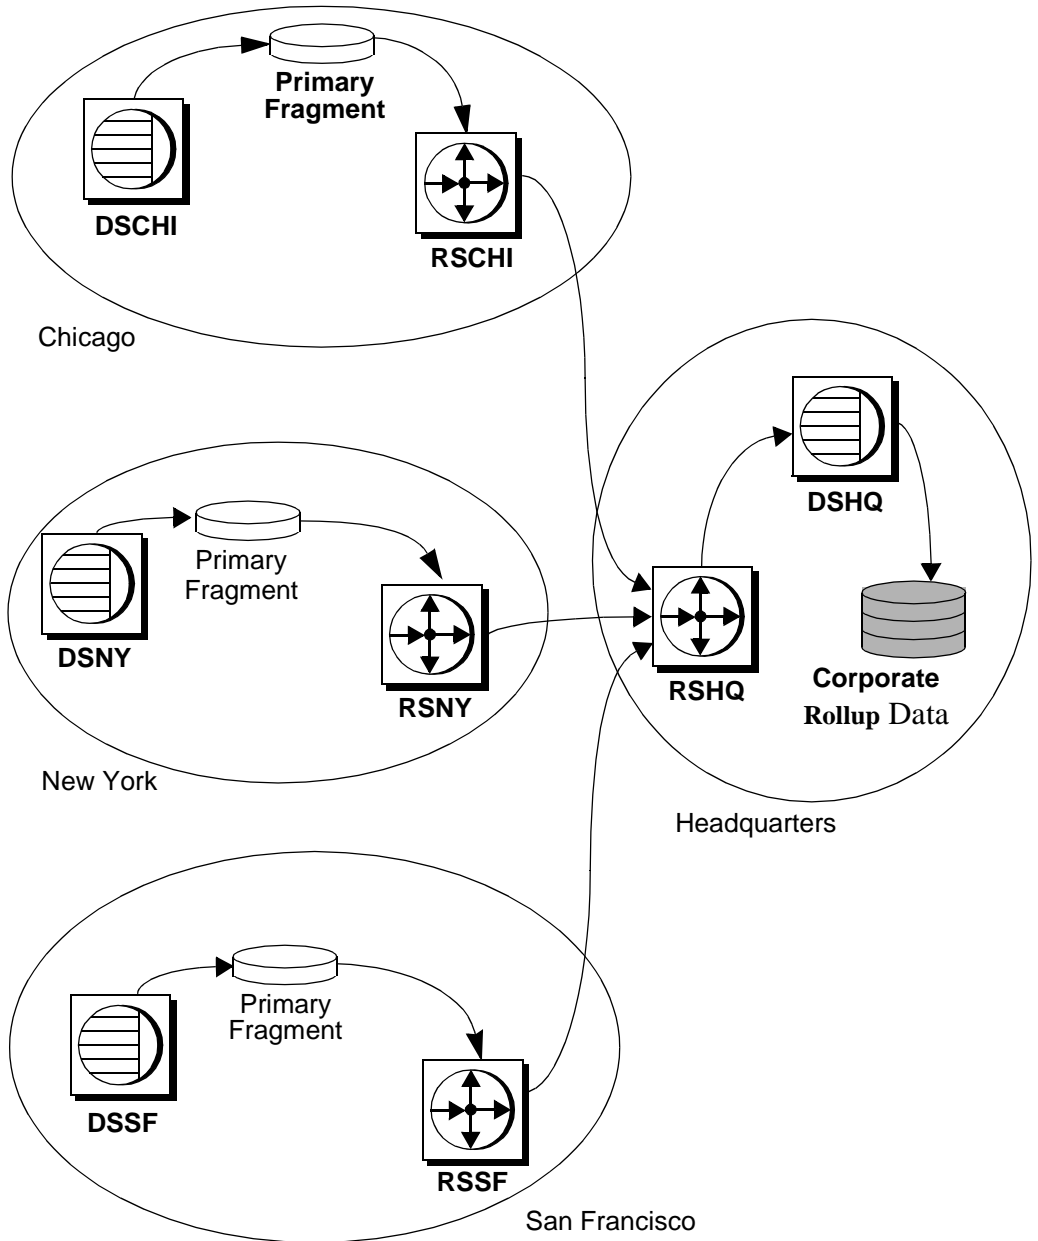 Primary
Fragment
DSCHI
RSCHI
Chicago
DSHQ
Primary
Fragment
DSNY
RSNY
RSHQ
Corporate
Rollup Data
New York
Headquarters
Primary
Fragment
DSSF
RSSF
San Francisco